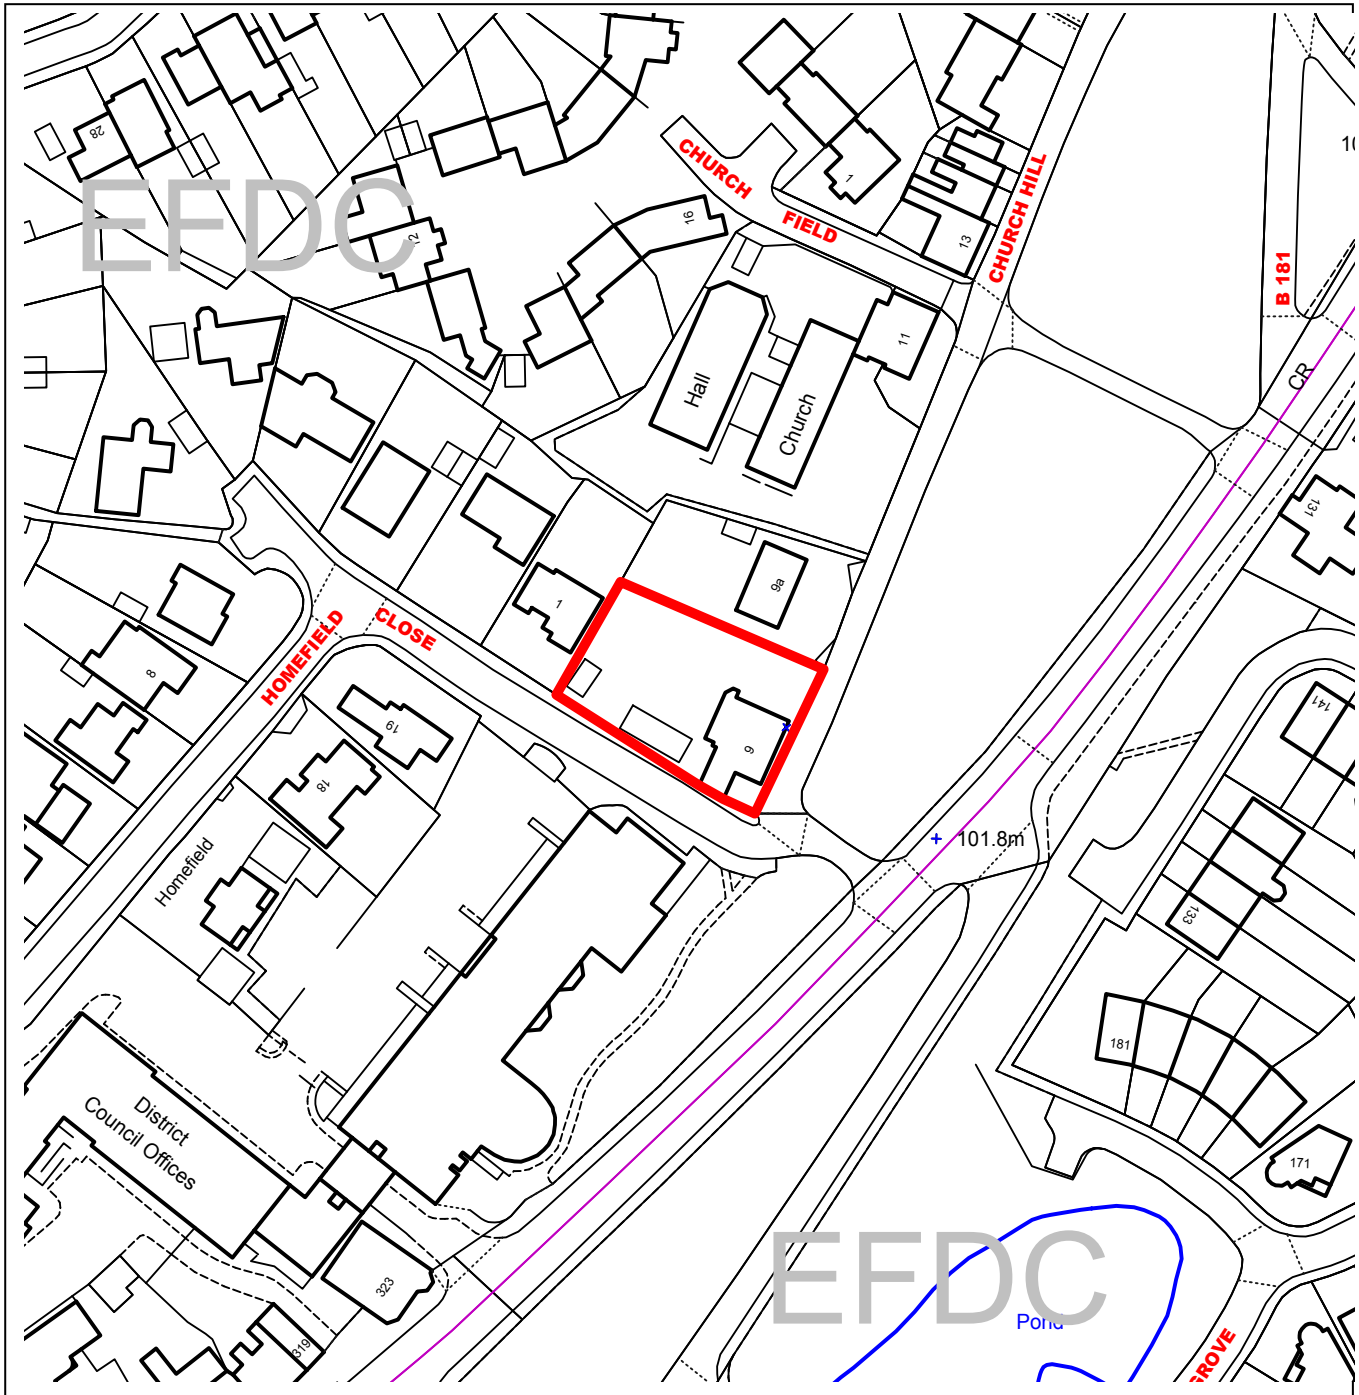 28
EFDC
12
16
1
13
CHURCH
FIELD
CHURCH HILL
B 181
CR
11
Hall
Church
131
9a
1
HOMEFIELD
CLOSE
8
19
18
9
101.8m
141
133
Homefield
181
171
District
Council Offices
323
319
EFDC
Pond
GROVE